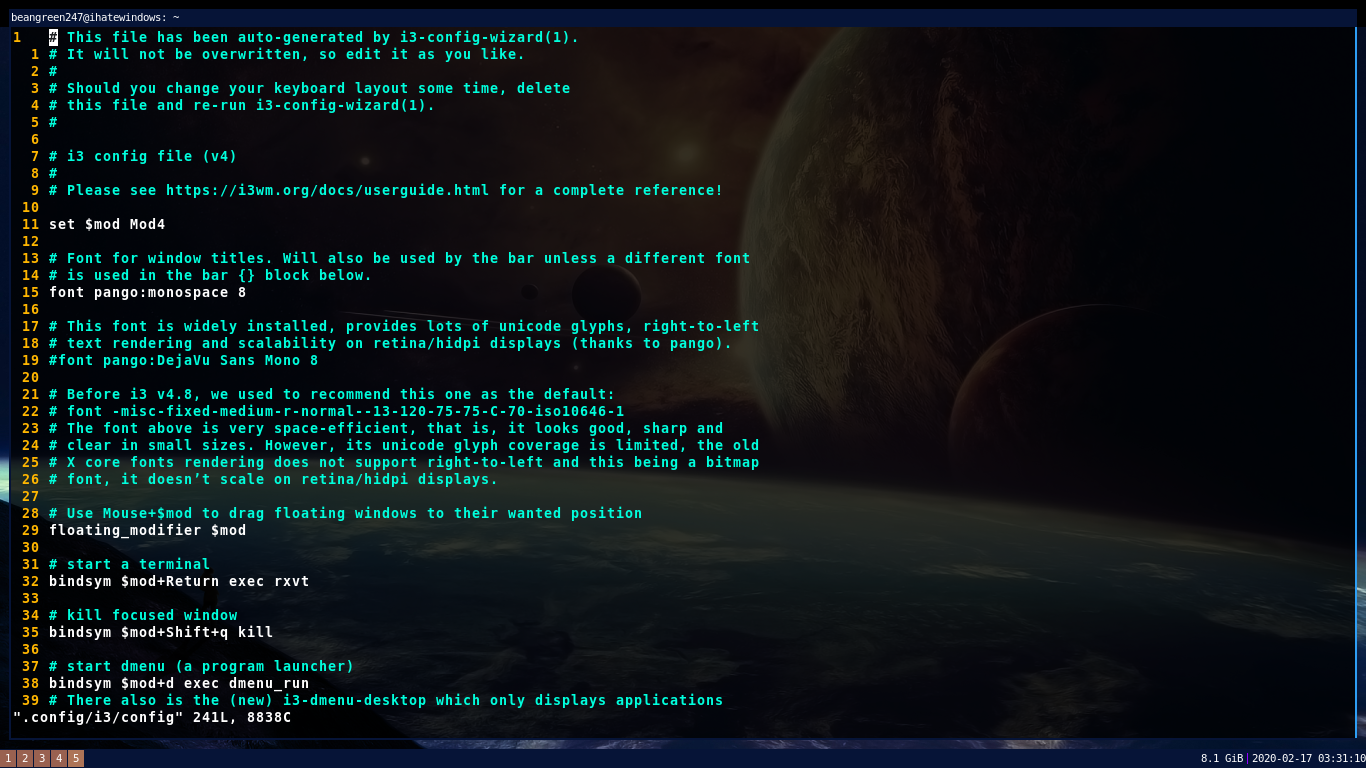 beangreen247@ihatewindows: ~
1 # This file has been auto-generated by i3-config-wizard(1).
1 # It will not be overwritten, so edit it as you like.
2 #
3 # Should you change your keyboard layout some time, delete
4 # this file and re-run i3-config-wizard(1).
5 #
6
7 # i3 config file (v4)
8 #
9 # Please see https://i3wm.org/docs/userguide.html for a complete reference!
10
11 set $mod Mod4
12
13 # Font for window titles. Will also be used by the bar unless a different font
14 # is used in the bar {} block below.
15 font pango:monospace 8
16
17 # This font is widely installed, provides lots of unicode glyphs, right-to-left
18 # text rendering and scalability on retina/hidpi displays (thanks to pango).
19 #font pango:DejaVu Sans Mono 8
20
21 # Before i3 v4.8, we used to recommend this one as the default:
22 # font -misc-fixed-medium-r-normal--13-120-75-75-C-70-iso10646-1
23 # The font above is very space-efficient, that is, it looks good, sharp and
24 # clear in small sizes. However, its unicode glyph coverage is limited, the old
25 # X core fonts rendering does not support right-to-left and this being a bitmap
26 # font, it doesn’t scale on retina/hidpi displays.
27
28 # Use Mouse+$mod to drag floating windows to their wanted position
29 floating_modifier $mod
30
31 # start a terminal
32 bindsym $mod+Return exec rxvt
33
34 # kill focused window
35 bindsym $mod+Shift+q kill
36
37 # start dmenu (a program launcher)
38 bindsym $mod+d exec dmenu_run
39 # There also is the (new) i3-dmenu-desktop which only displays applications
".config/i3/config" 241L, 8838C
1 2 3 4 5 8.1 GiB 2020-02-17 03:31:10